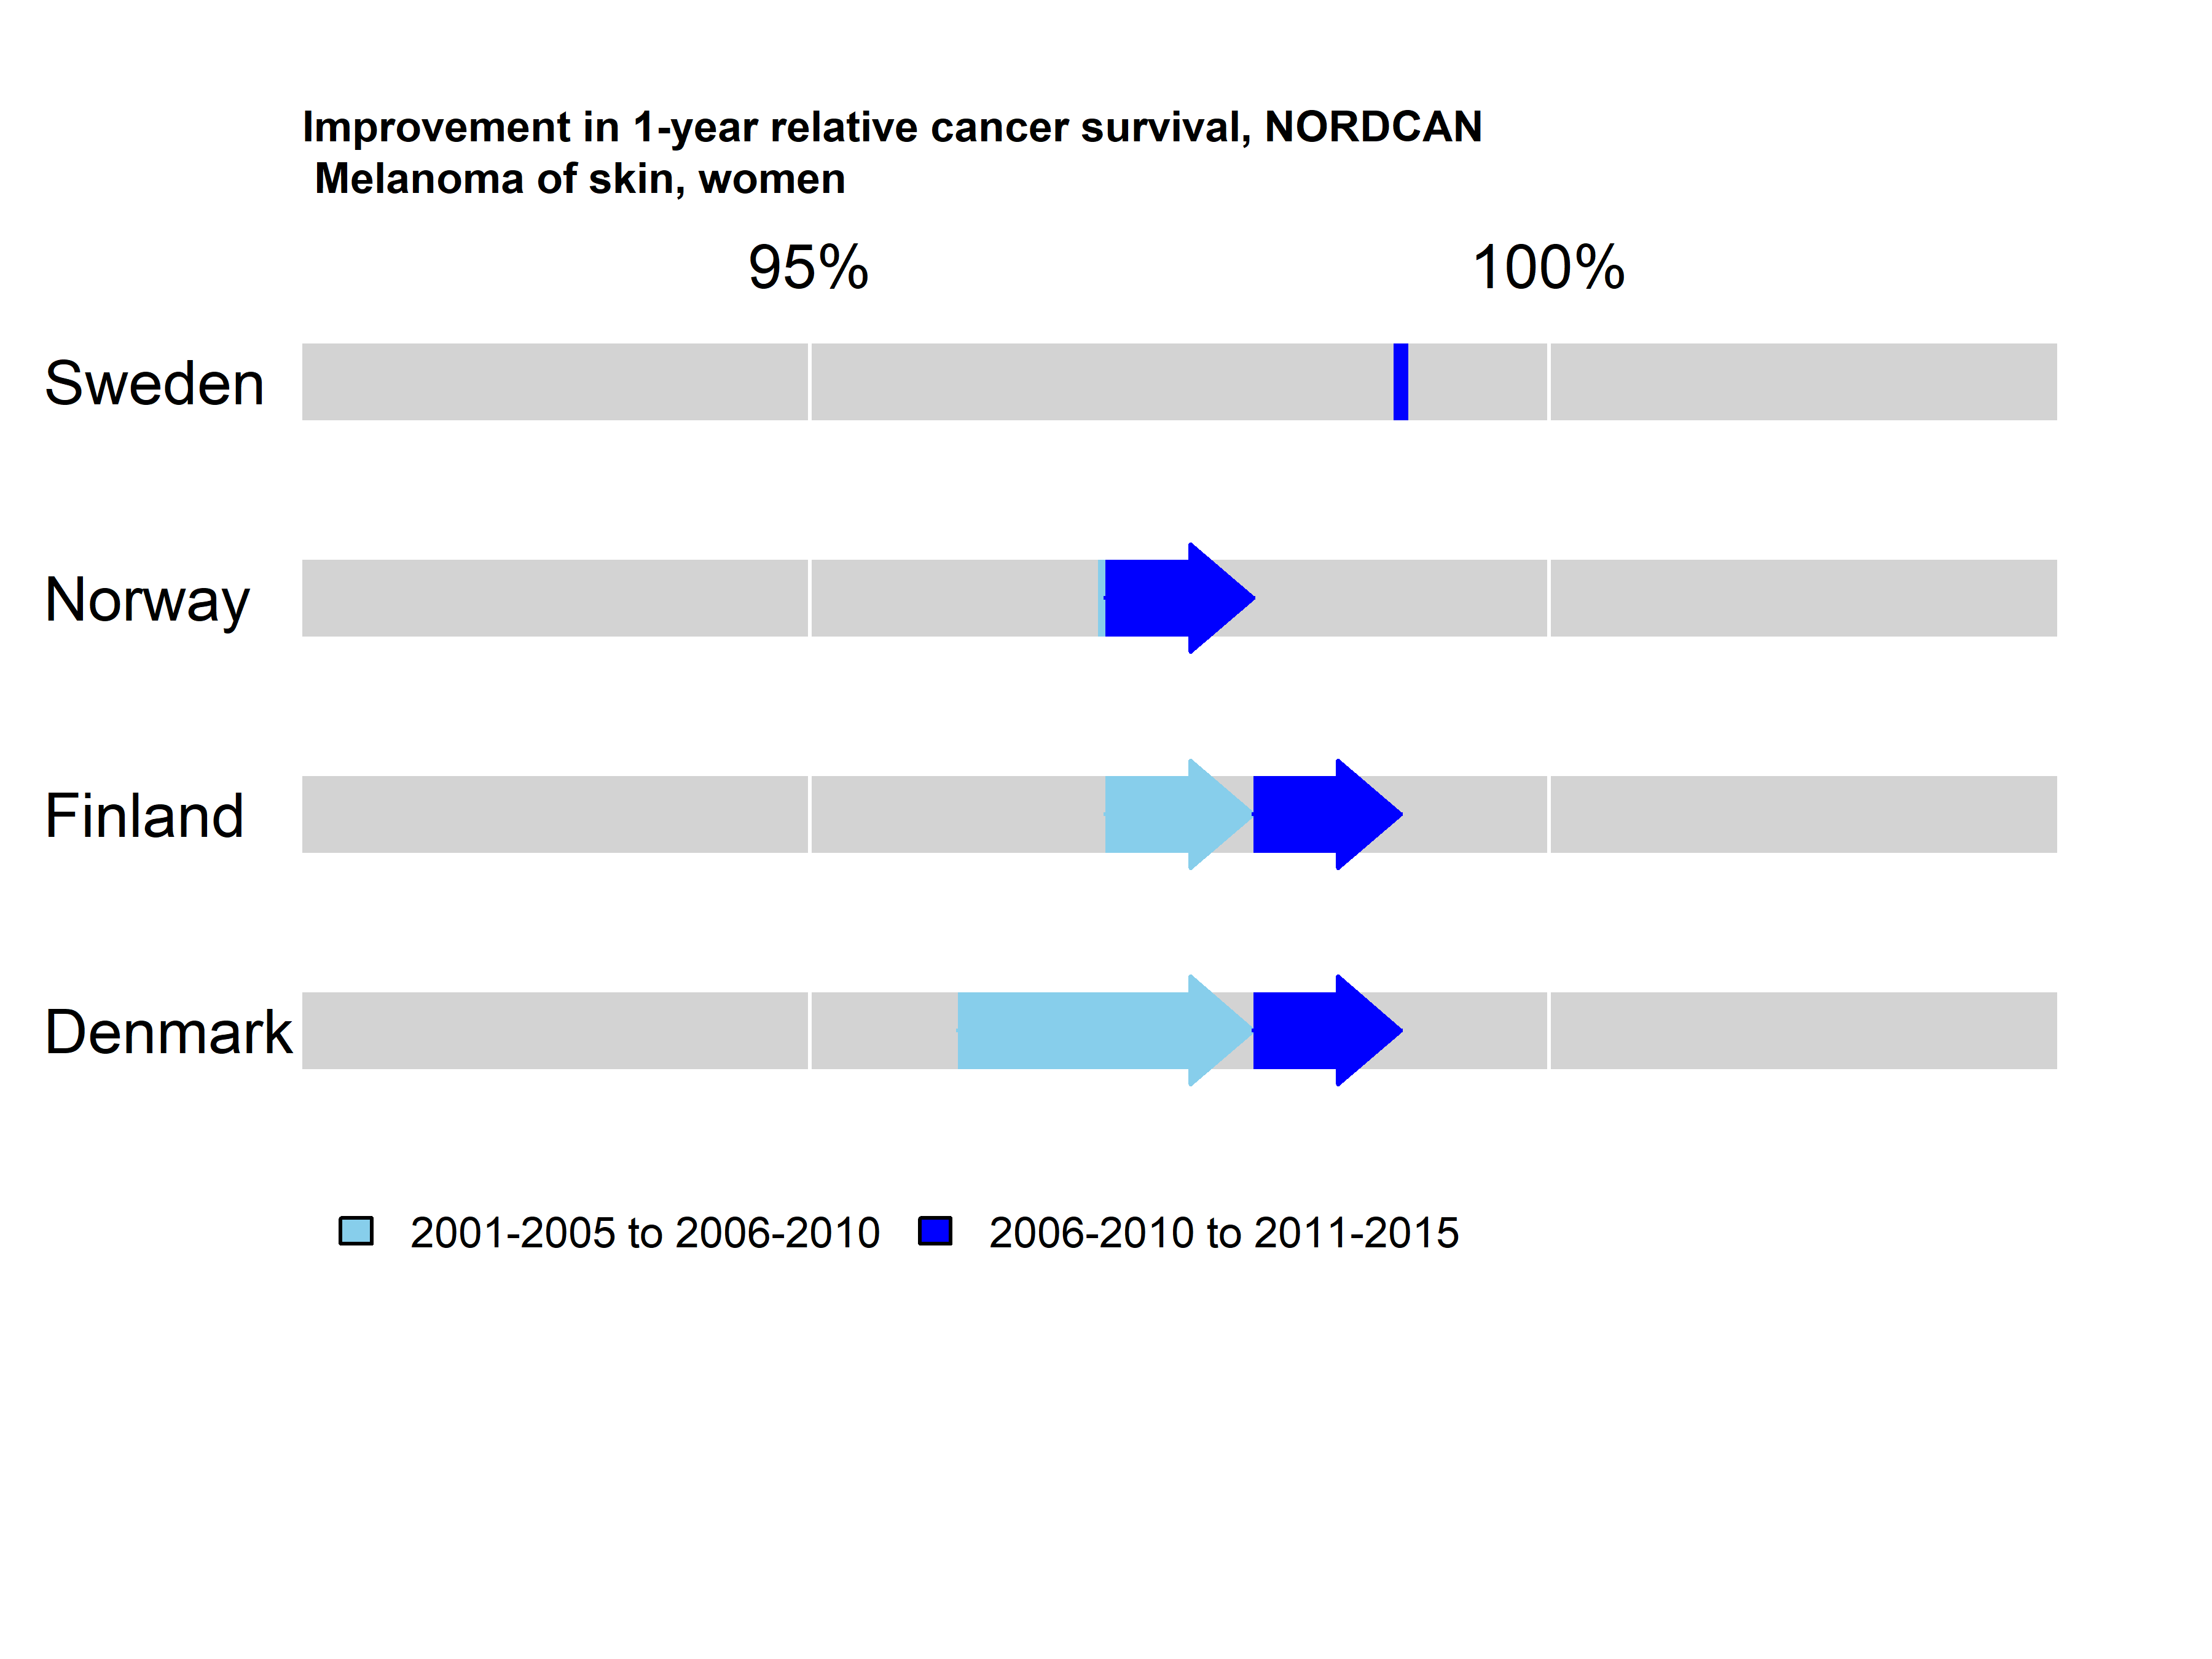 Improvement in 1-year relative cancer survival, NORDCAN
Melanoma of skin, women
95% 100%
Sweden
Norway
Finland
Denmark
2001-2005 to 2006-2010 2006-2010 to 2011-2015